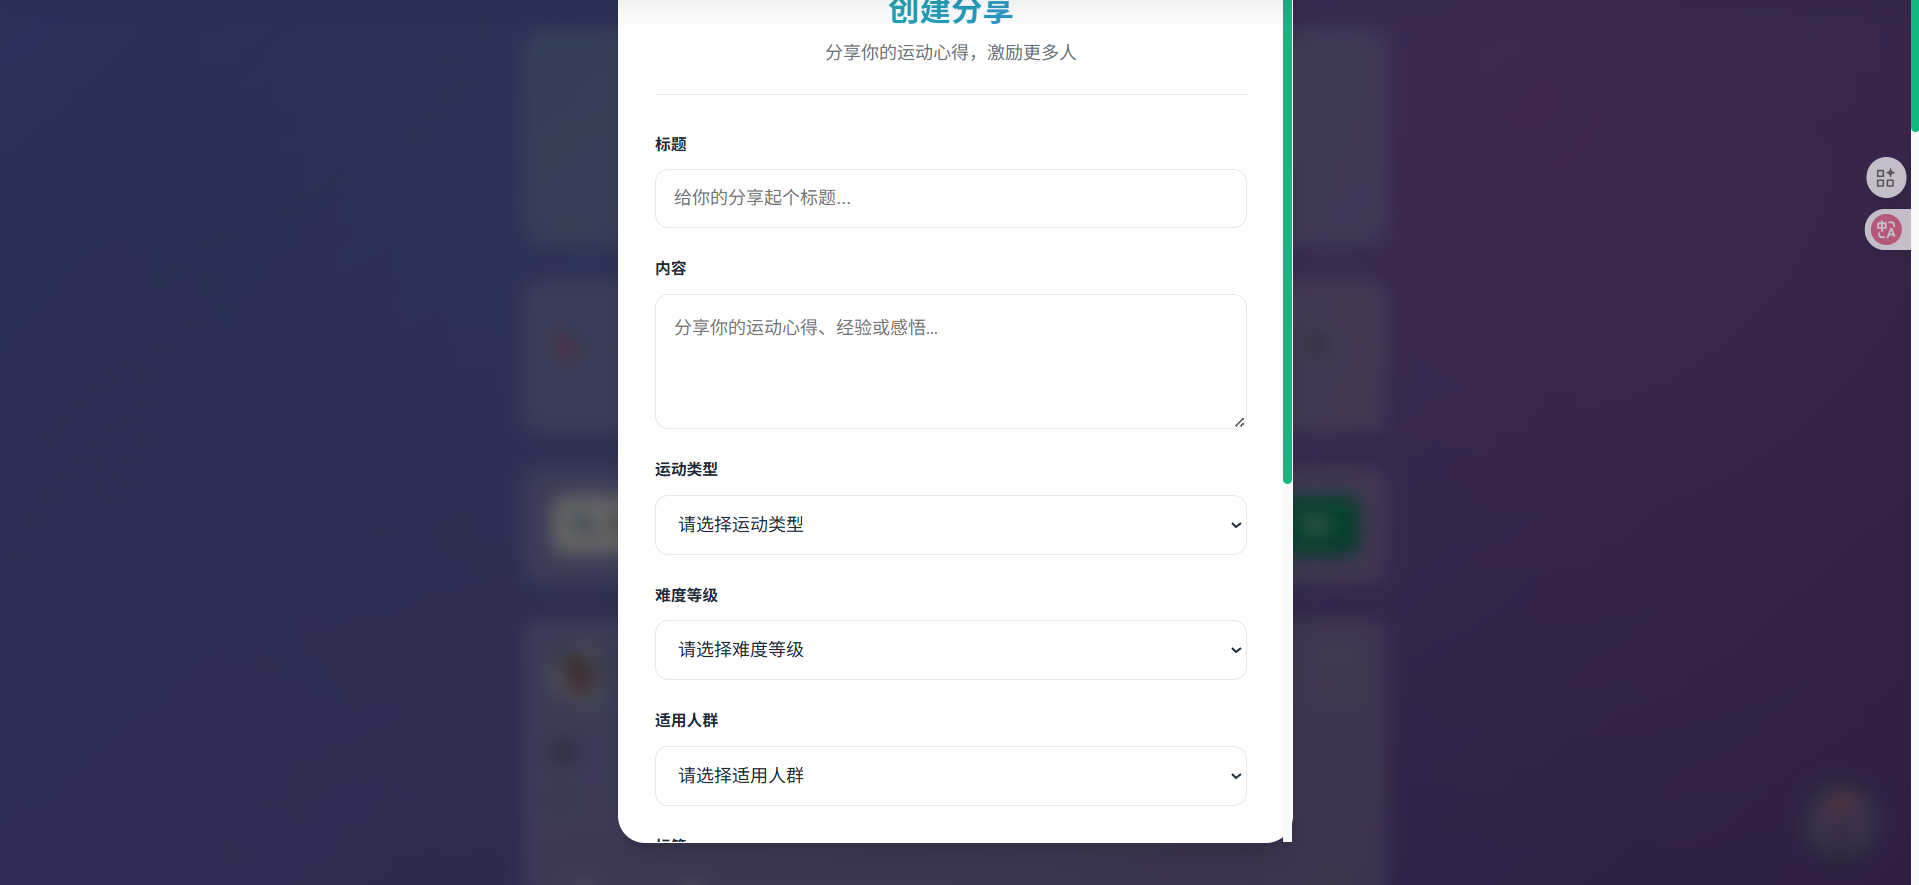 创建分享
分享你的运动心得，激励更多人
标题
给你的分享起个标题...
内容
分享你的运动心得、经验或感悟...
运动类型
请选择运动类型
难度等级
请选择难度等级
适用人群
请选择适用人群
标签